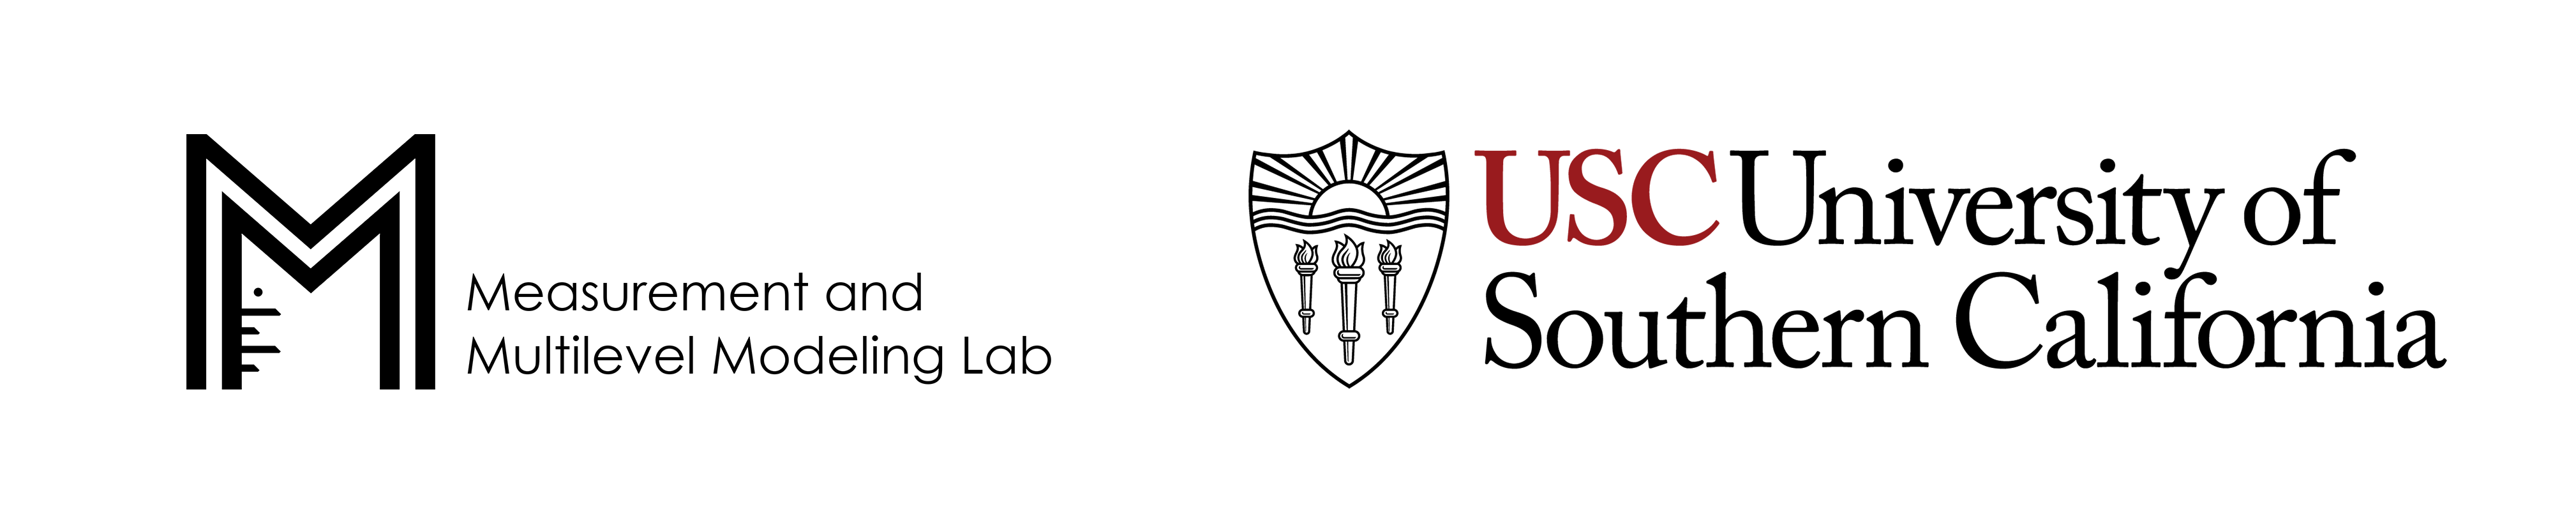 Measurement and
Multilevel Modeling Lab
USC University of
Southern California